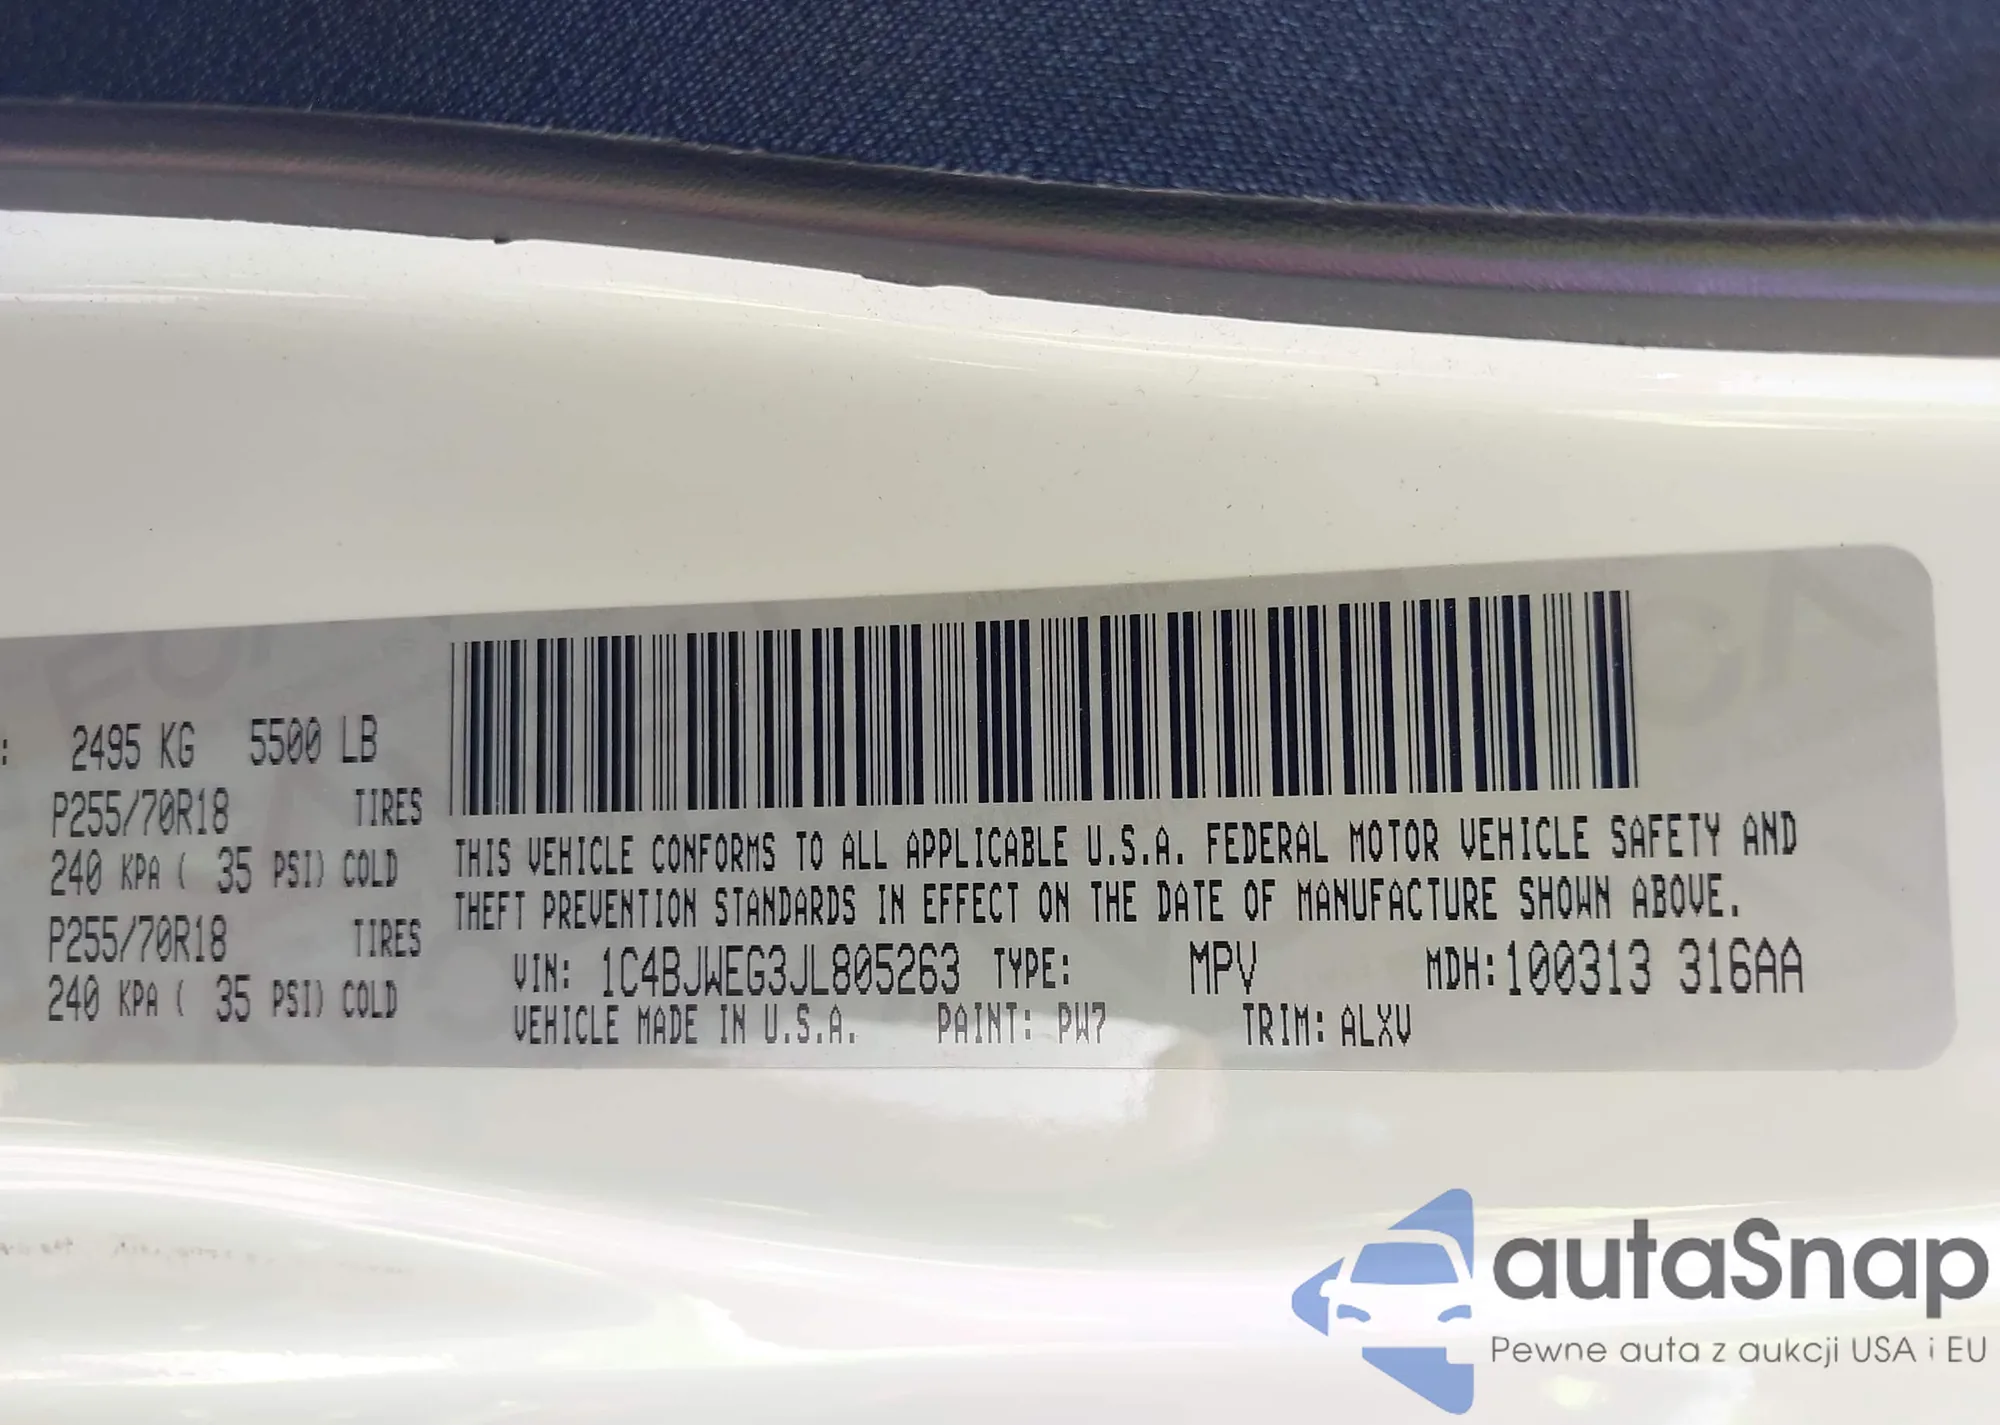 : 2495 KG 5500 LB
P255/70R18 TIRES
240 KPA ( 35 PSI) COLD
P255/70R18 TIRES
240 KPA ( 35 PSI) COLD
THIS VEHICLE CONFORMS TO ALL APPLICABLE U.S.A. FEDERAL MOTOR VEHICLE SAFETY AND
THEFT PREVENTION STANDARDS IN EFFECT ON THE DATE OF MANUFACTURE SHOWN ABOVE.
VIN: 1C4BJWEG3JL805263 TYPE: MPV MDH:100313 316AA
VEHICLE MADE IN U.S.A. PAINT: PW7 TRIM: ALXV
autaSnap
Pewne auta z aukcji USA i EU